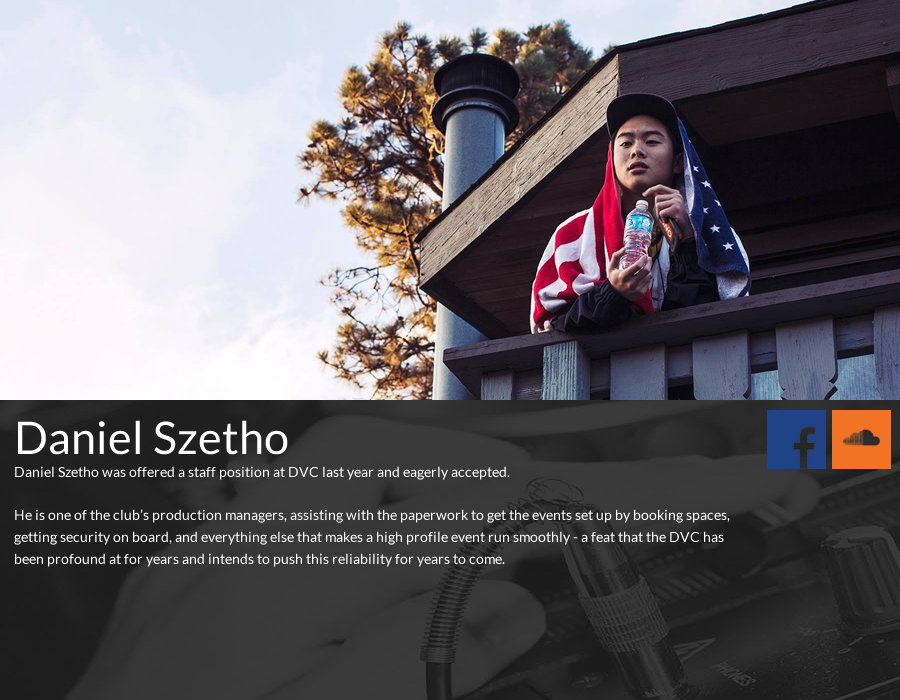 Daniel Szetho
Daniel Szetho was offered a staff position at DVC last year and eagerly accepted.
He is one of the club’s production managers, assisting with the paperwork to get the events set up by booking spaces,
getting security on board, and everything else that makes a high profile event run smoothly - a feat that the DVC has
been profound at for years and intends to push this reliability for years to come.
PHONES